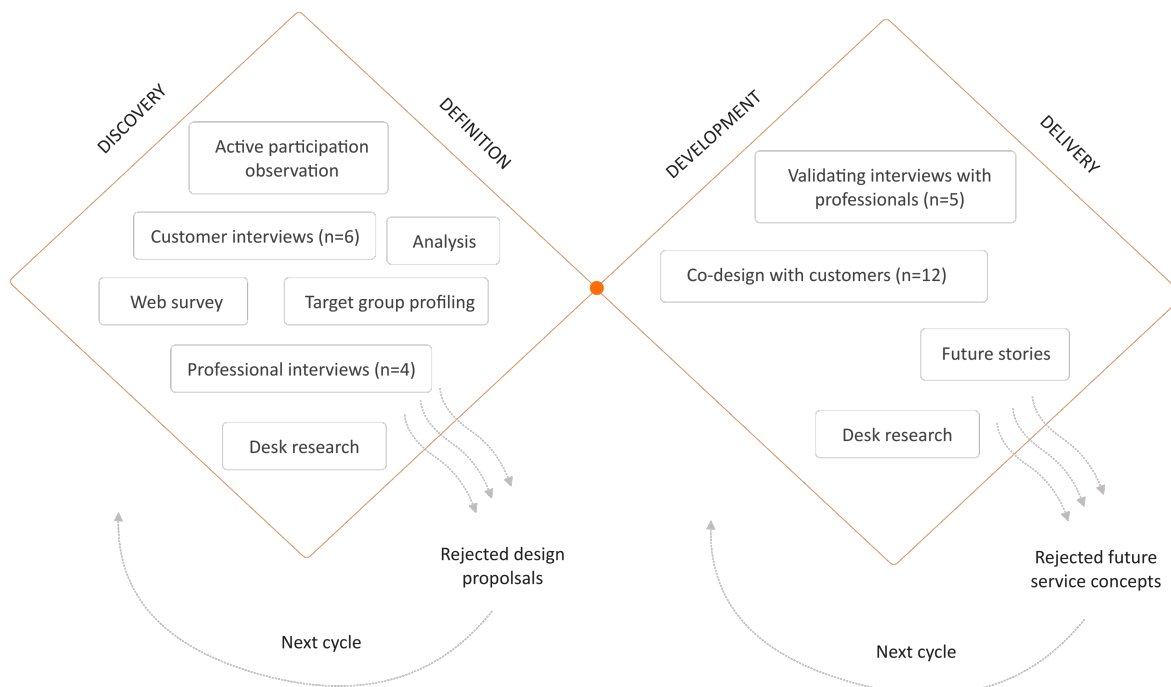 DISCOVERY
DEFINITION
Active participation
observation
Customer interviews (n=6)
Analysis
Web survey
Target group profiling
Professional interviews (n=4)
Desk research
Rejected design
propolsals
Next cycle
DEVELOPMENT
DELIVERY
Validating interviews with
professionals (n=5)
Co-design with customers (n=12)
Future stories
Desk research
Rejected future
service concepts
Next cycle